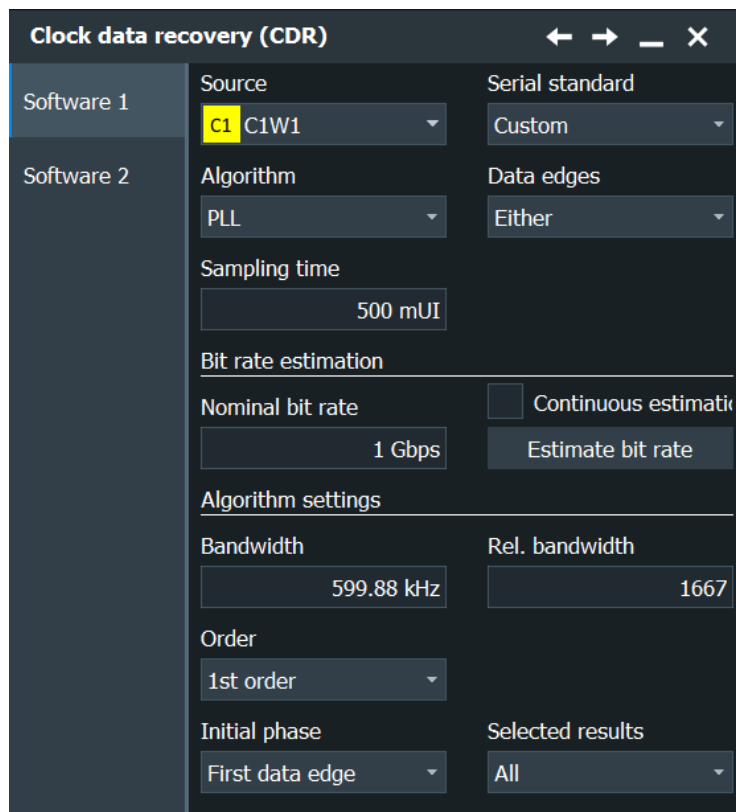 Clock data recovery (CDR)
Software 1
Software 2
Source
Serial standard
C1 C1W1
Custom
Algorithm
Data edges
PLL
Either
Sampling time
500 mUI
Bit rate estimation
Nominal bit rate
Continuous estimatio
1 Gbps
Estimate bit rate
Algorithm settings
Bandwidth
Rel. bandwidth
599.88 kHz
1667
Order
1st order
Initial phase
Selected results
First data edge
All